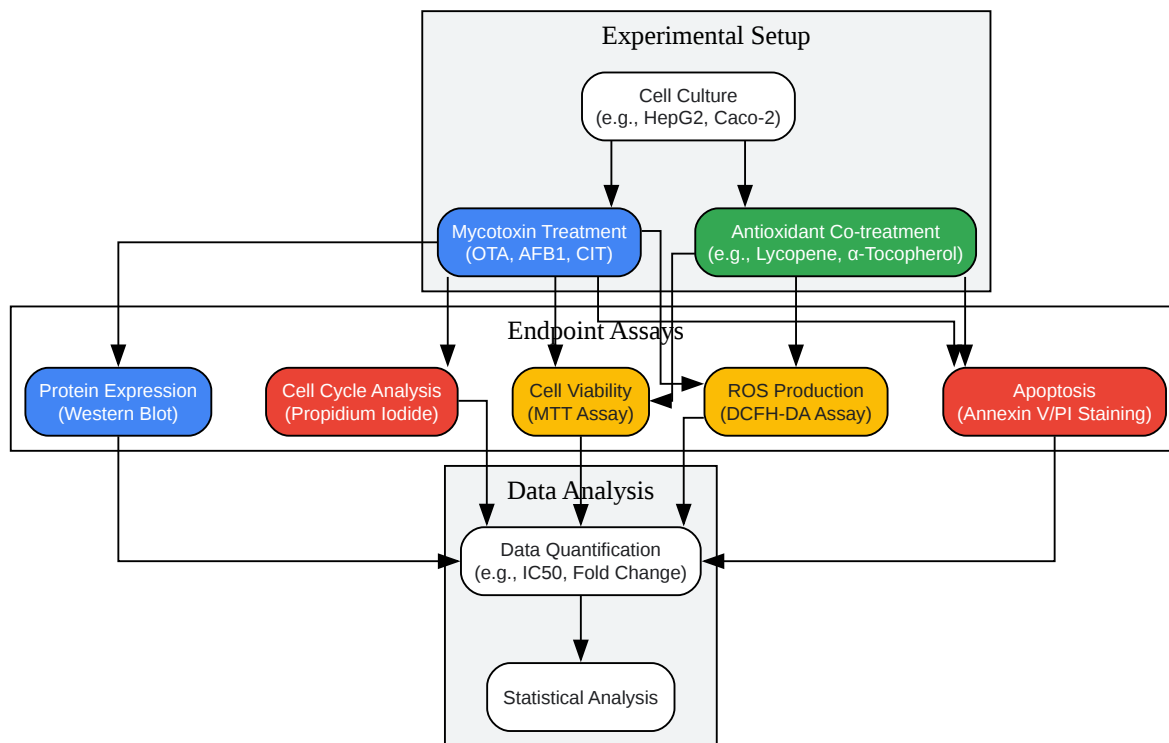 Experimental Setup
Cell Culture
(e.g., HepG2, Caco-2)
Mycotoxin Treatment
(OTA, AFB1, CIT)
Antioxidant Co-treatment
(e.g., Lycopene, α-Tocopherol)
Endpoint Assays
Protein Expression
(Western Blot)
Cell Cycle Analysis
(Propidium Iodide)
Cell Viability
(MTT Assay)
ROS Production
(DCFH-DA Assay)
Apoptosis
(Annexin V/PI Staining)
Data Analysis
Data Quantification
(e.g., IC50, Fold Change)
Statistical Analysis